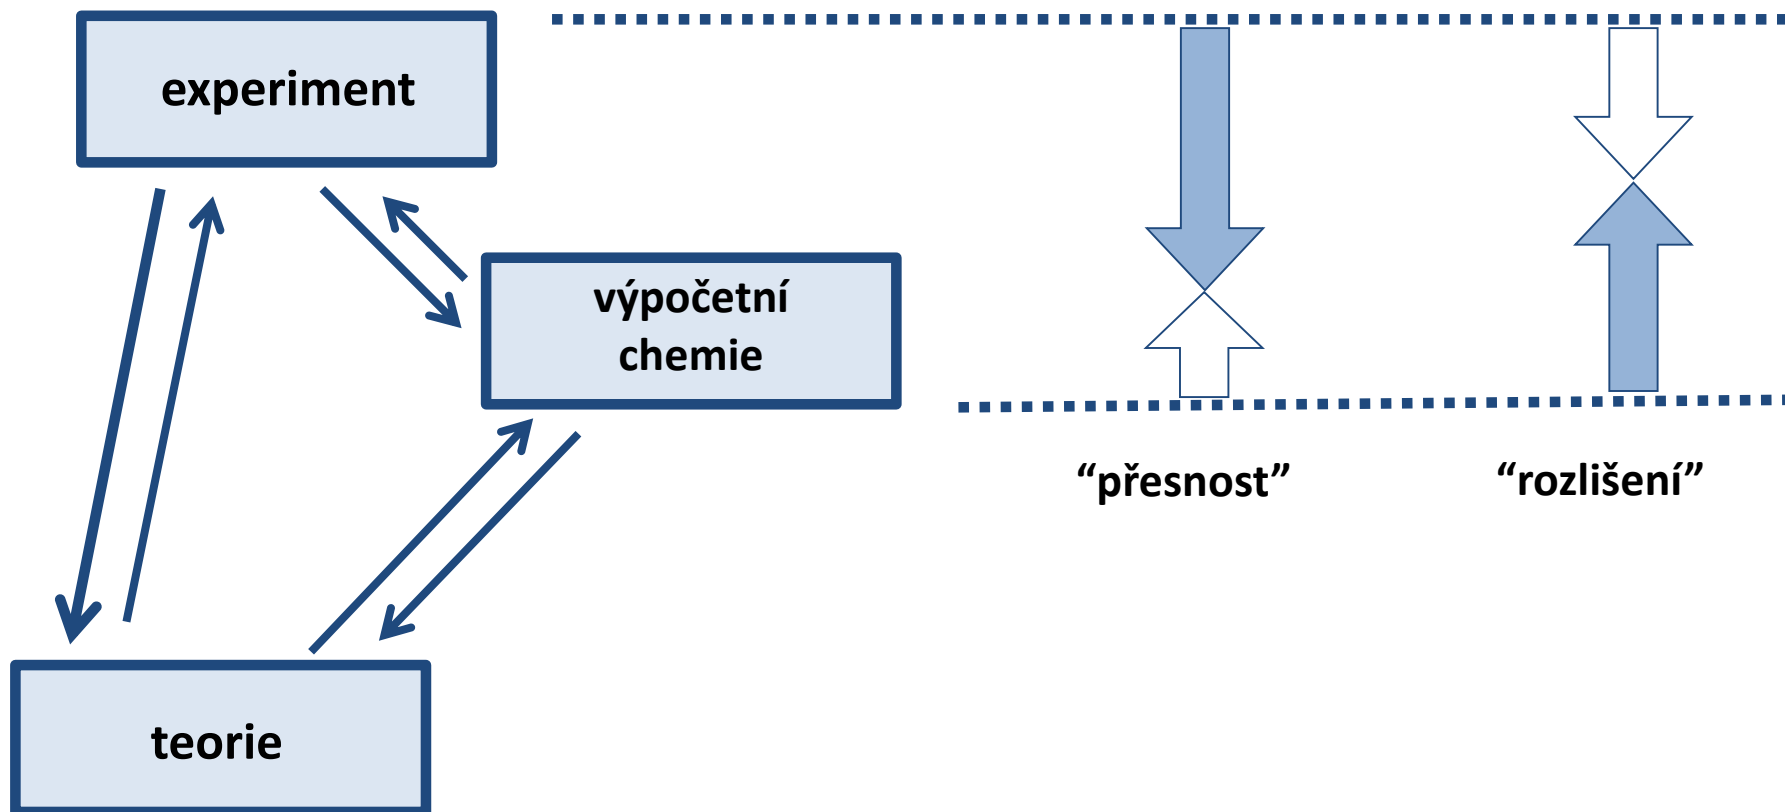 experiment
výpočetní
chemie
“přesnost”
“rozlišení”
teorie